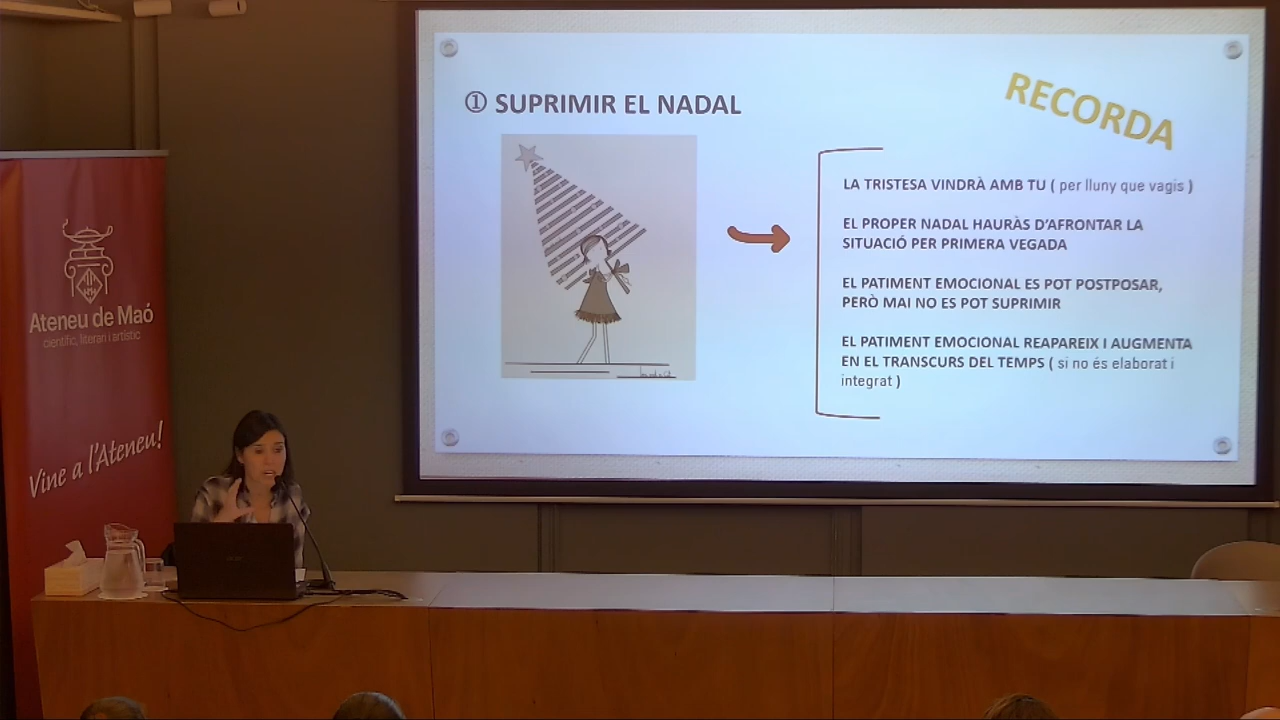 ① SUPRIMIR EL NADAL
RECORDA
LA TRISTESA VINDRÀ AMB TU ( per lluny que vagis )
EL PROPER NADAL HAURÀS D'AFRONTAR LA
SITUACIÓ PER PRIMERA VEGADA
EL PATIMENT EMOCIONAL ES POT POSTPOSAR,
PERÒ MAI NO ES POT SUPRIMIR
EL PATIMENT EMOCIONAL REAPAREIX I AUGMENTA
EN EL TRANSCURS DEL TEMPS ( si no és elaborat i
integrat )
Ateneu de Maó
científic, literari i artístic
Vine a l'Ateneu!